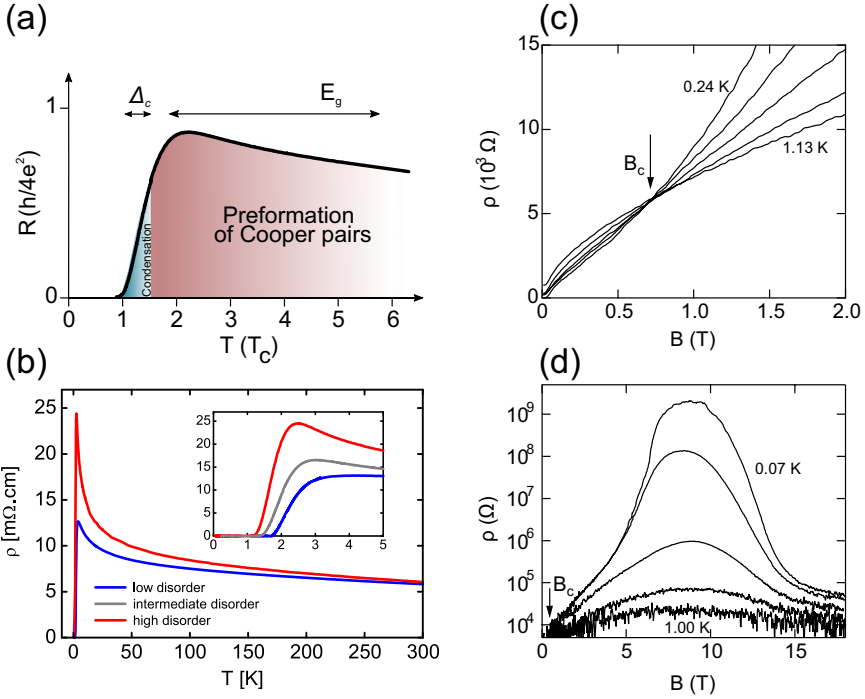 (a)
Δc
Eg
1
R (h/4e²)
Condensation
Preformation
of Cooper pairs
0
0
1
2
3
4
5
6
T (Tc)
(b)
25
20
15
10
5
0
ρ [mΩ.cm]
25
20
15
10
5
0
0
1
2
3
4
5
low disorder
intermediate disorder
high disorder
0
50
100
150
200
250
300
T [K]
(c)
15
10
5
0
ρ (10³ Ω)
0.24 K
Bc
1.13 K
0.0
0.5
1.0
1.5
2.0
B (T)
(d)
10⁹
10⁸
10⁷
10⁶
10⁵
10⁴
ρ (Ω)
0.07 K
Bc
1.00 K
0
5
10
15
B (T)